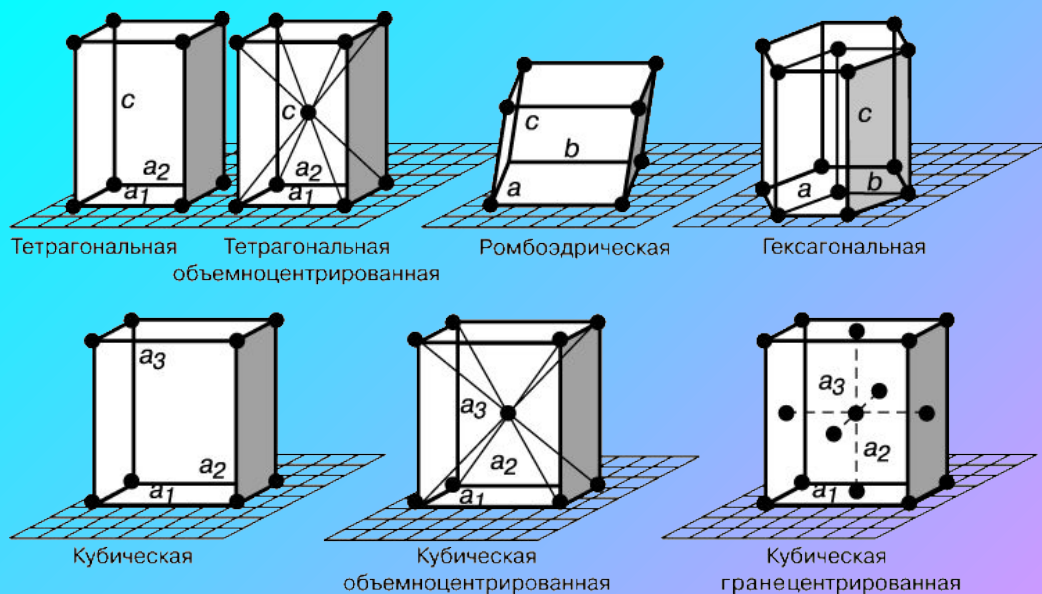 c
a₂
a₁
Тетрагональная
c
a₂
a₁
Тетрагональная
объемноцентрированная
c
b
a
Ромбоэдрическая
c
a
b
Гексагональная
a₃
a₂
a₁
Кубическая
a₃
a₂
a₁
Кубическая
объемноцентрированная
a₃
a₂
a₁
Кубическая
гранецентрированная